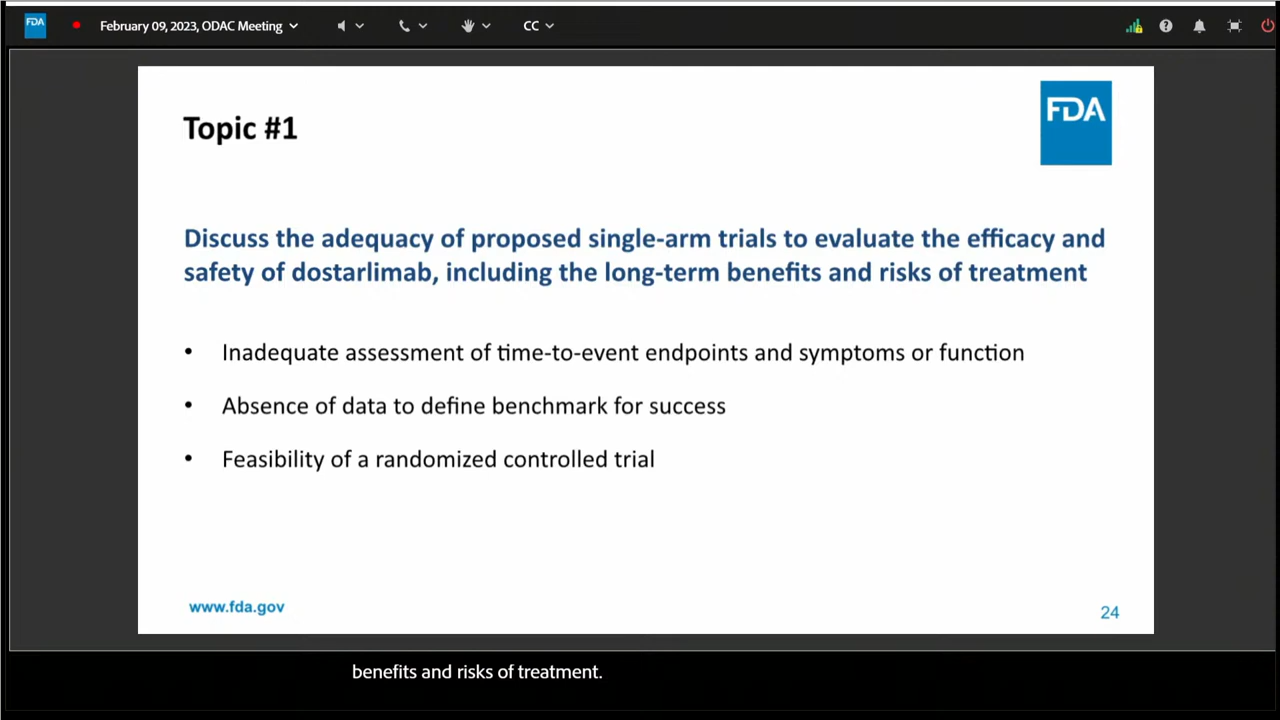 FDA
February 09, 2023, ODAC Meeting
CC
FDA
Topic #1
Discuss the adequacy of proposed single-arm trials to evaluate the efficacy and
safety of dostarlimab, including the long-term benefits and risks of treatment
• Inadequate assessment of time-to-event endpoints and symptoms or function
• Absence of data to define benchmark for success
• Feasibility of a randomized controlled trial
www.fda.gov
24
benefits and risks of treatment.